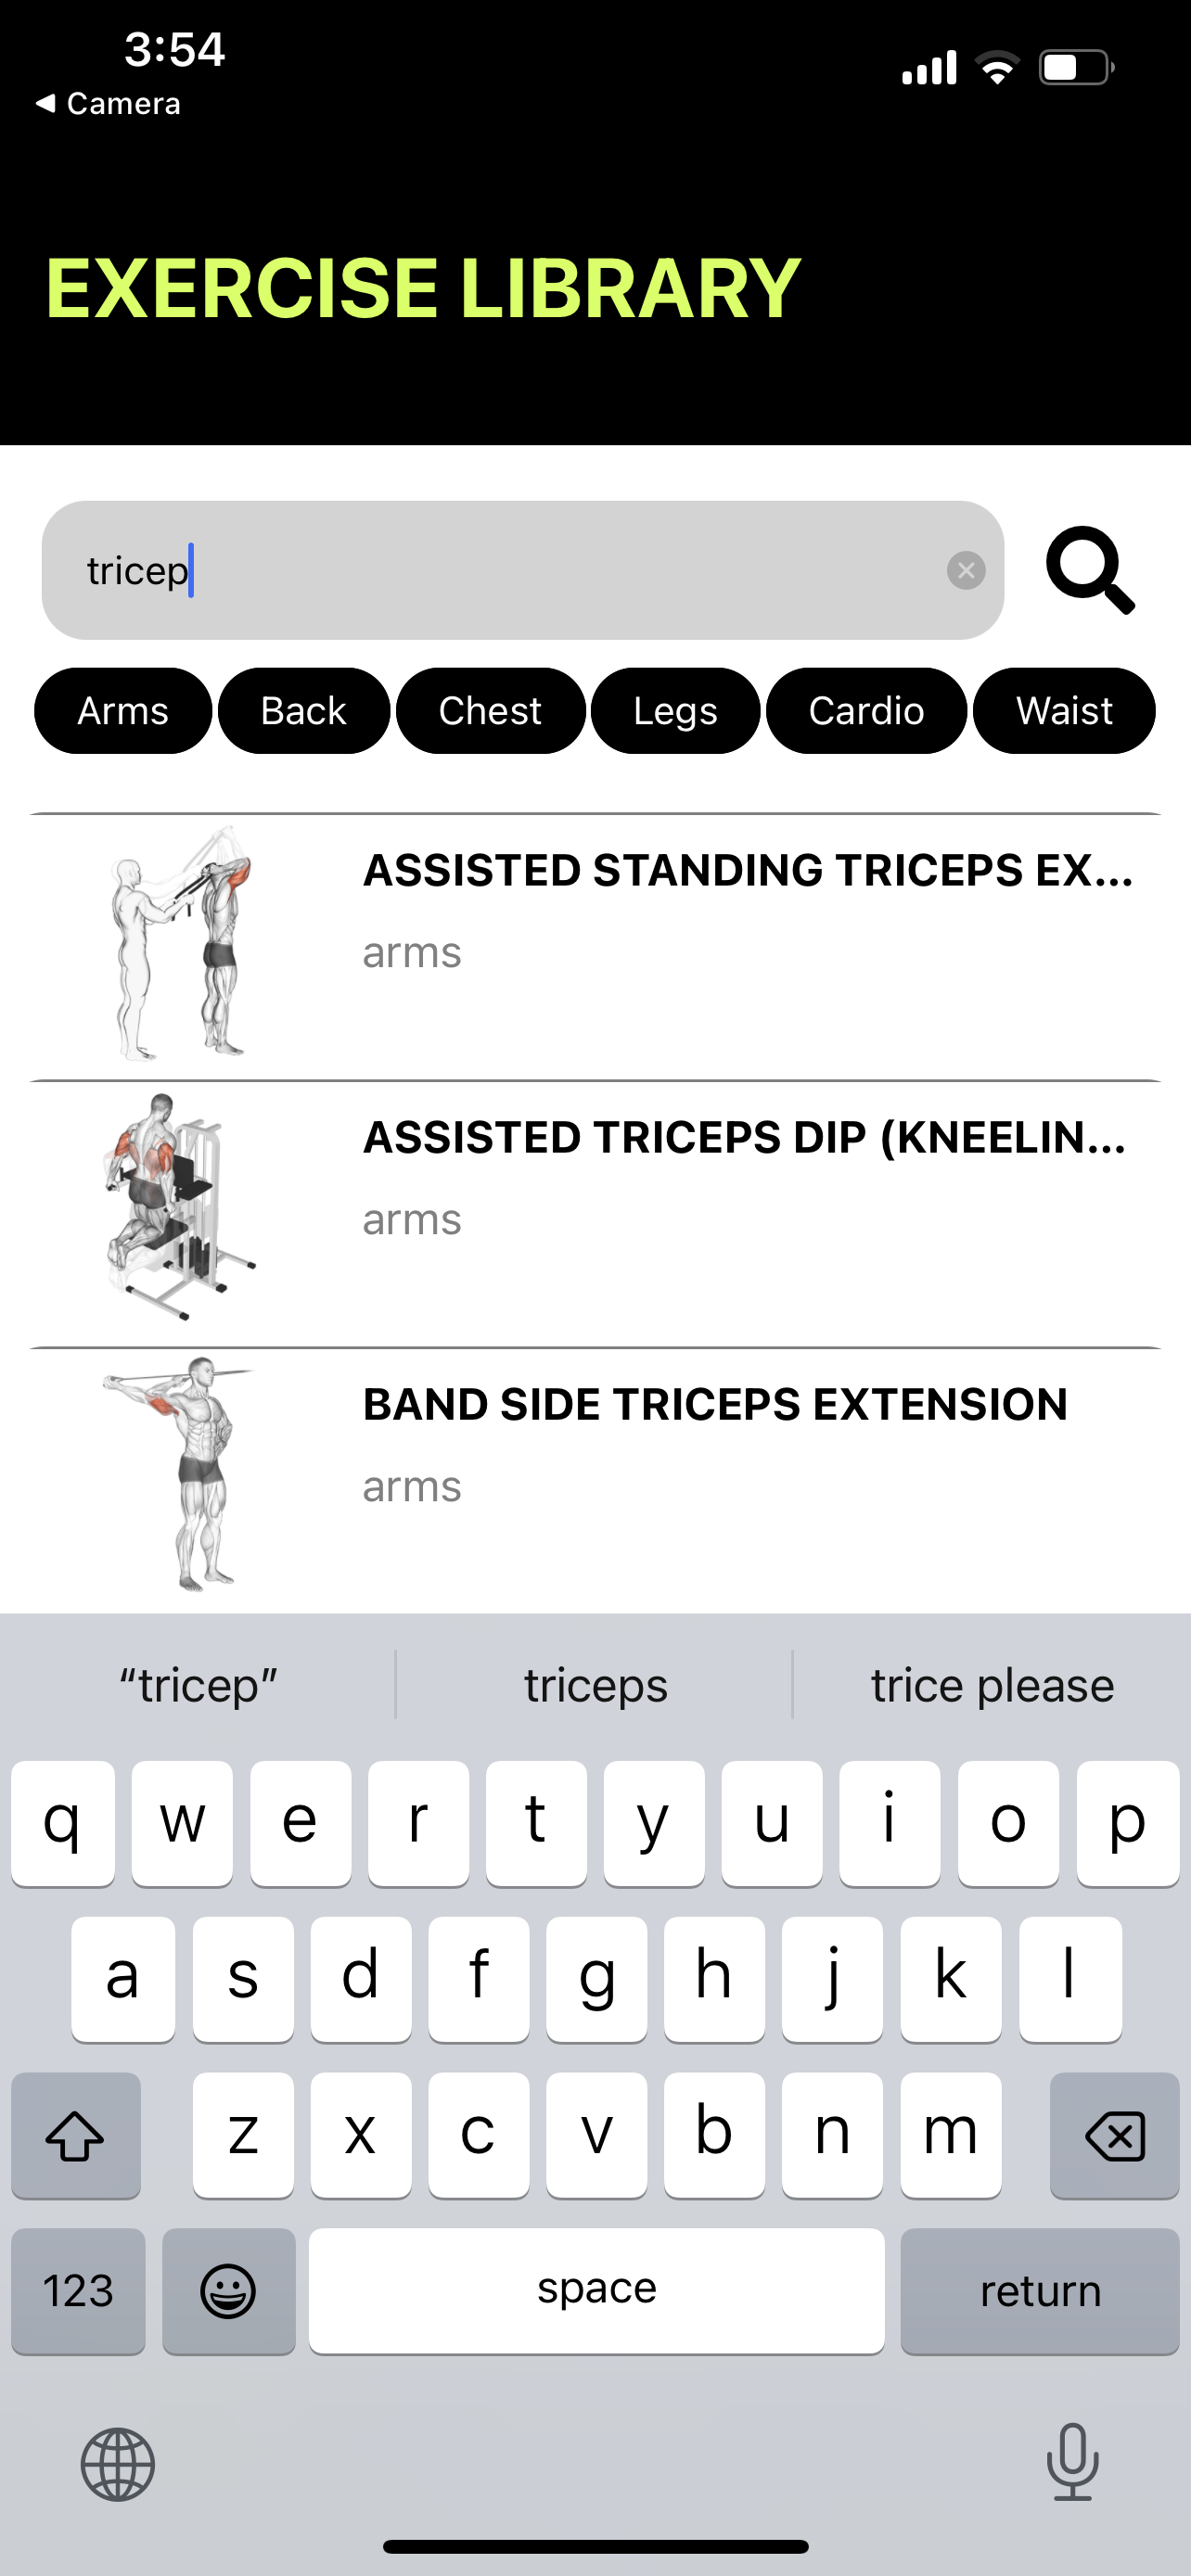 3:54
◀ Camera
EXERCISE LIBRARY
tricep
Arms Back Chest Legs Cardio Waist
ASSISTED STANDING TRICEPS EX...
arms
ASSISTED TRICEPS DIP (KNEELIN...
arms
BAND SIDE TRICEPS EXTENSION
arms
“tricep” triceps trice please
q w e r t y u i o p
a s d f g h j k l
z x c v b n m
123 space return